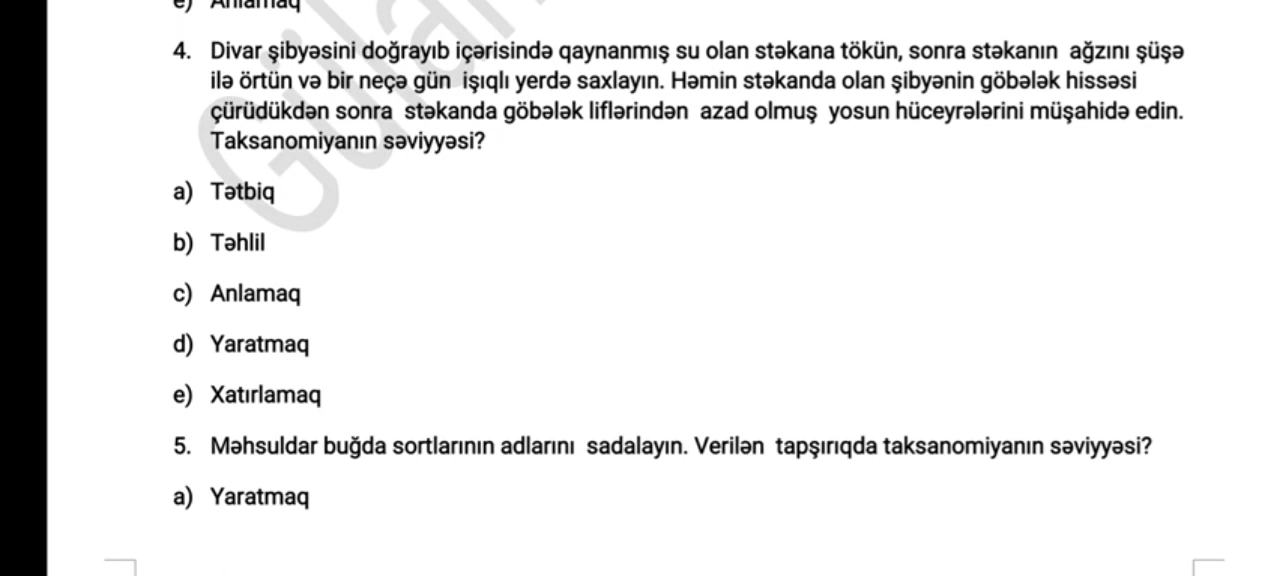 e) Anlamaq
4. Divar şibyəsini doğrayıb içərisində qaynanmış su olan stəkana tökün, sonra stəkanın ağzını şüşə
ilə örtün və bir neçə gün işıqlı yerdə saxlayın. Həmin stəkanda olan şibyənin göbələk hissəsi
çürüdükdən sonra stəkanda göbələk liflərindən azad olmuş yosun hüceyrələrini müşahidə edin.
Taksanomiyanın səviyyəsi?
a) Tətbiq
b) Təhlil
c) Anlamaq
d) Yaratmaq
e) Xatırlamaq
5. Məhsuldar buğda sortlarının adlarını sadalayın. Verilən tapşırıqda taksanomiyanın səviyyəsi?
a) Yaratmaq